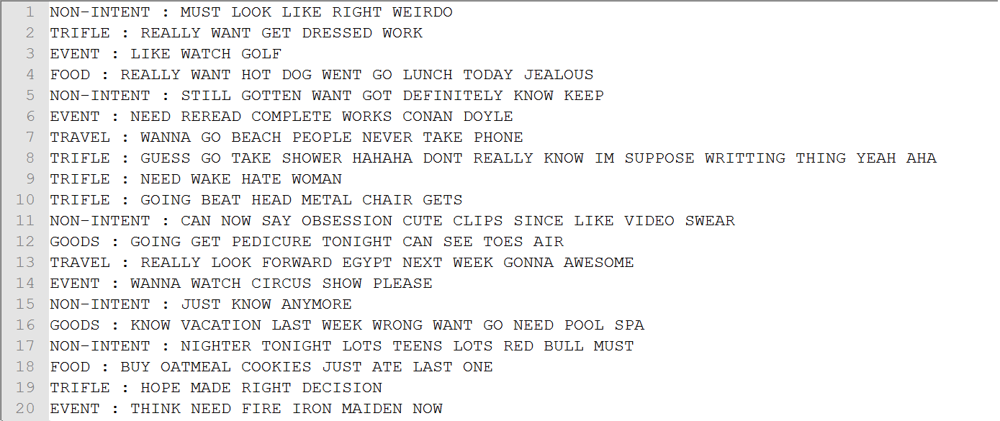 1 NON-INTENT : MUST LOOK LIKE RIGHT WEIRDO
2 TRIFLE : REALLY WANT GET DRESSED WORK
3 EVENT : LIKE WATCH GOLF
4 FOOD : REALLY WANT HOT DOG WENT GO LUNCH TODAY JEALOUS
5 NON-INTENT : STILL GOTTEN WANT GOT DEFINITELY KNOW KEEP
6 EVENT : NEED REREAD COMPLETE WORKS CONAN DOYLE
7 TRAVEL : WANNA GO BEACH PEOPLE NEVER TAKE PHONE
8 TRIFLE : GUESS GO TAKE SHOWER HAHAHA DONT REALLY KNOW IM SUPPOSE WRITTING THING YEAH AHA
9 TRIFLE : NEED WAKE HATE WOMAN
10 TRIFLE : GOING BEAT HEAD METAL CHAIR GETS
11 NON-INTENT : CAN NOW SAY OBSESSION CUTE CLIPS SINCE LIKE VIDEO SWEAR
12 GOODS : GOING GET PEDICURE TONIGHT CAN SEE TOES AIR
13 TRAVEL : REALLY LOOK FORWARD EGYPT NEXT WEEK GONNA AWESOME
14 EVENT : WANNA WATCH CIRCUS SHOW PLEASE
15 NON-INTENT : JUST KNOW ANYMORE
16 GOODS : KNOW VACATION LAST WEEK WRONG WANT GO NEED POOL SPA
17 NON-INTENT : NIGHTER TONIGHT LOTS TEENS LOTS RED BULL MUST
18 FOOD : BUY OATMEAL COOKIES JUST ATE LAST ONE
19 TRIFLE : HOPE MADE RIGHT DECISION
20 EVENT : THINK NEED FIRE IRON MAIDEN NOW